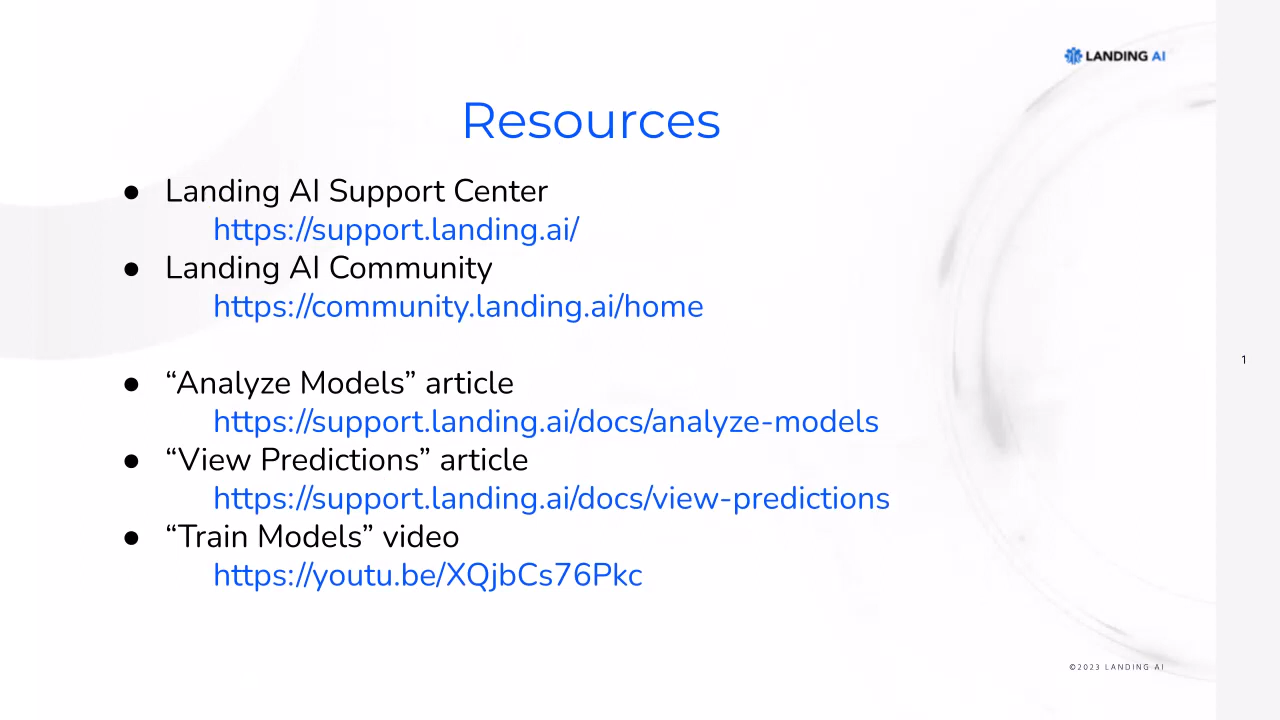 LANDING AI
Resources
● Landing AI Support Center
https://support.landing.ai/
● Landing AI Community
https://community.landing.ai/home
● “Analyze Models” article
https://support.landing.ai/docs/analyze-models
● “View Predictions” article
https://support.landing.ai/docs/view-predictions
● “Train Models” video
https://youtu.be/XQjbCs76Pkc
1
©2023 LANDING AI